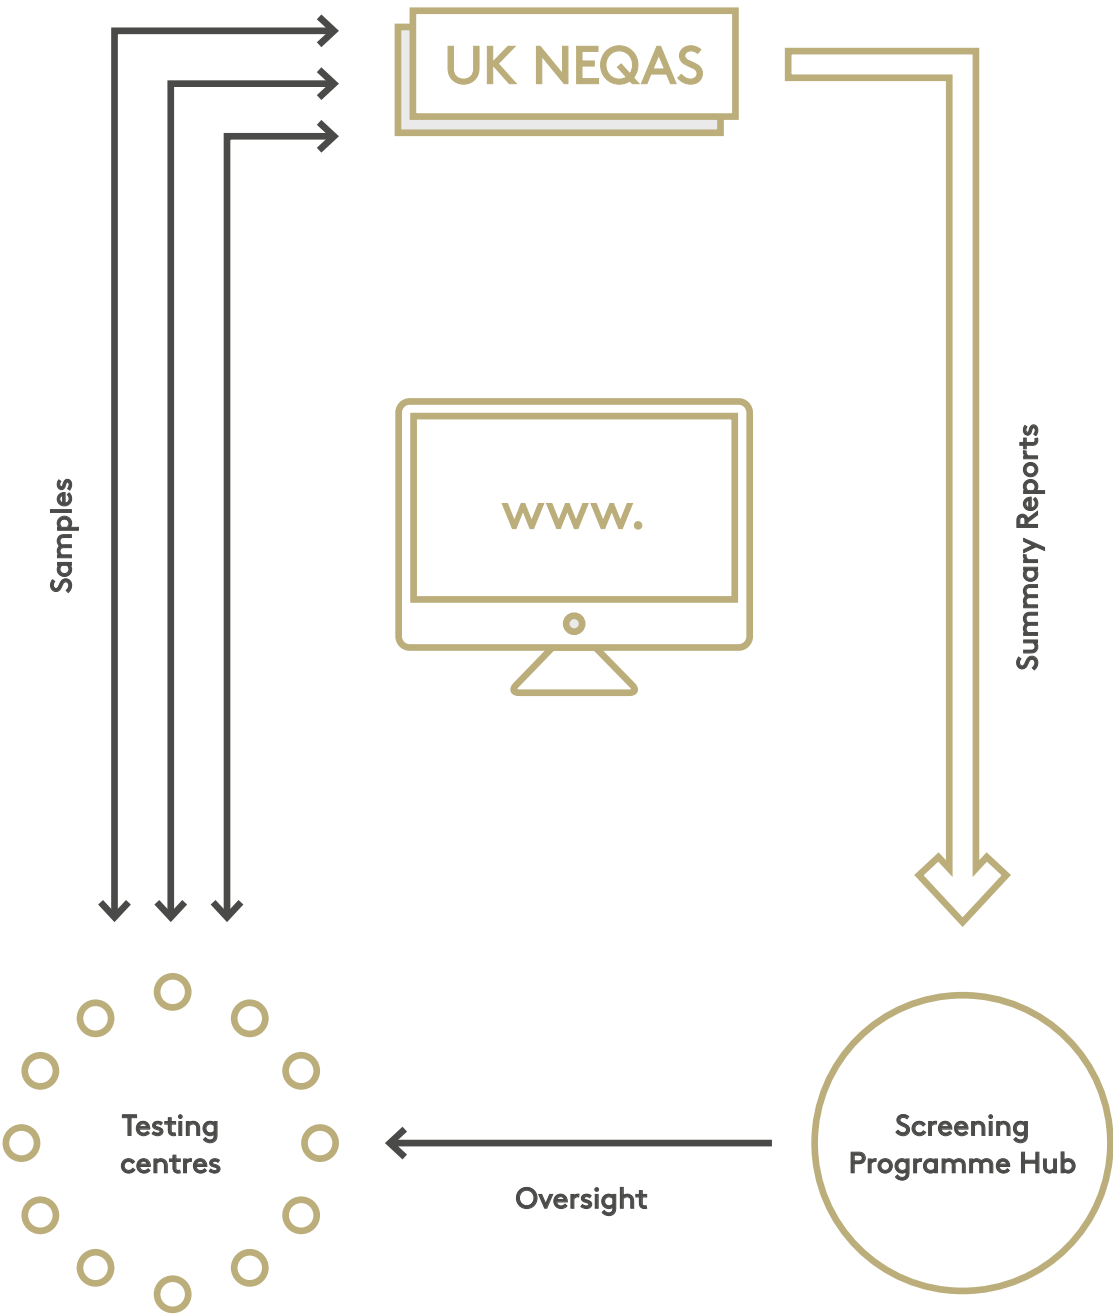 UK NEQAS
Samples
www.
Summary Reports
Testing
centres
Oversight
Screening
Programme Hub